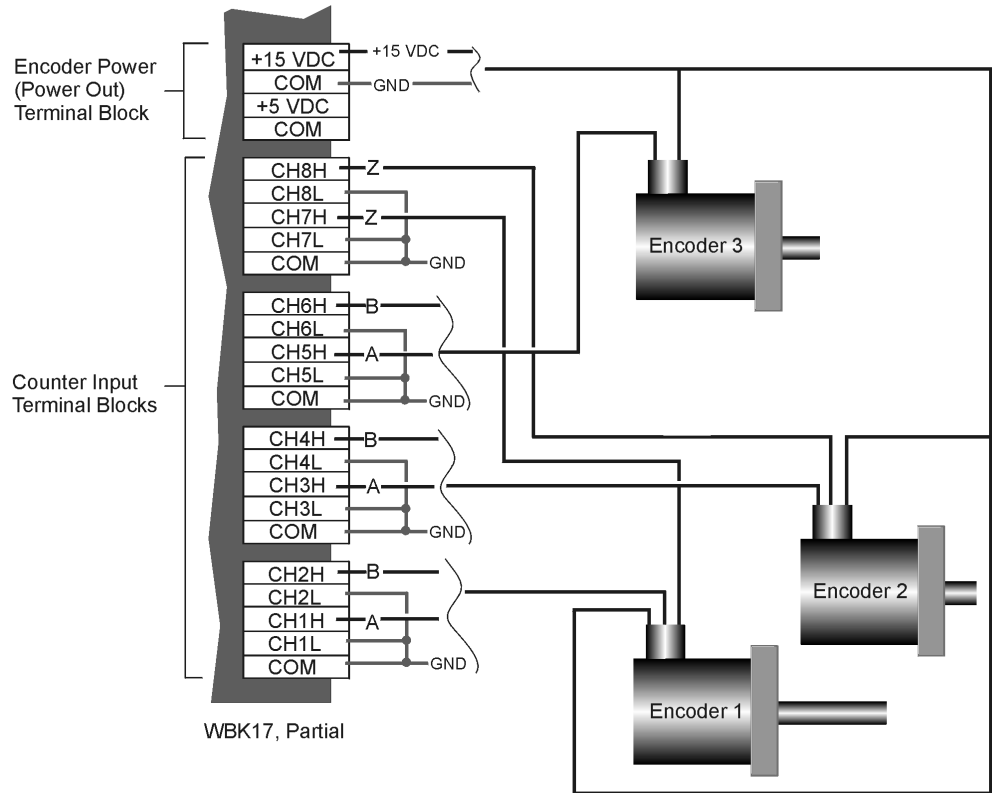 Encoder Power
(Power Out)
Terminal Block
+15 VDC
COM
+5 VDC
COM
+15 VDC
GND
CH8H
CH8L
CH7H
CH7L
COM
Z
Z
GND
CH6H
CH6L
CH5H
CH5L
COM
B
A
GND
Counter Input
Terminal Blocks
CH4H
CH4L
CH3H
CH3L
COM
B
A
GND
CH2H
CH2L
CH1H
CH1L
COM
B
A
GND
Encoder 3
Encoder 2
Encoder 1
WBK17, Partial